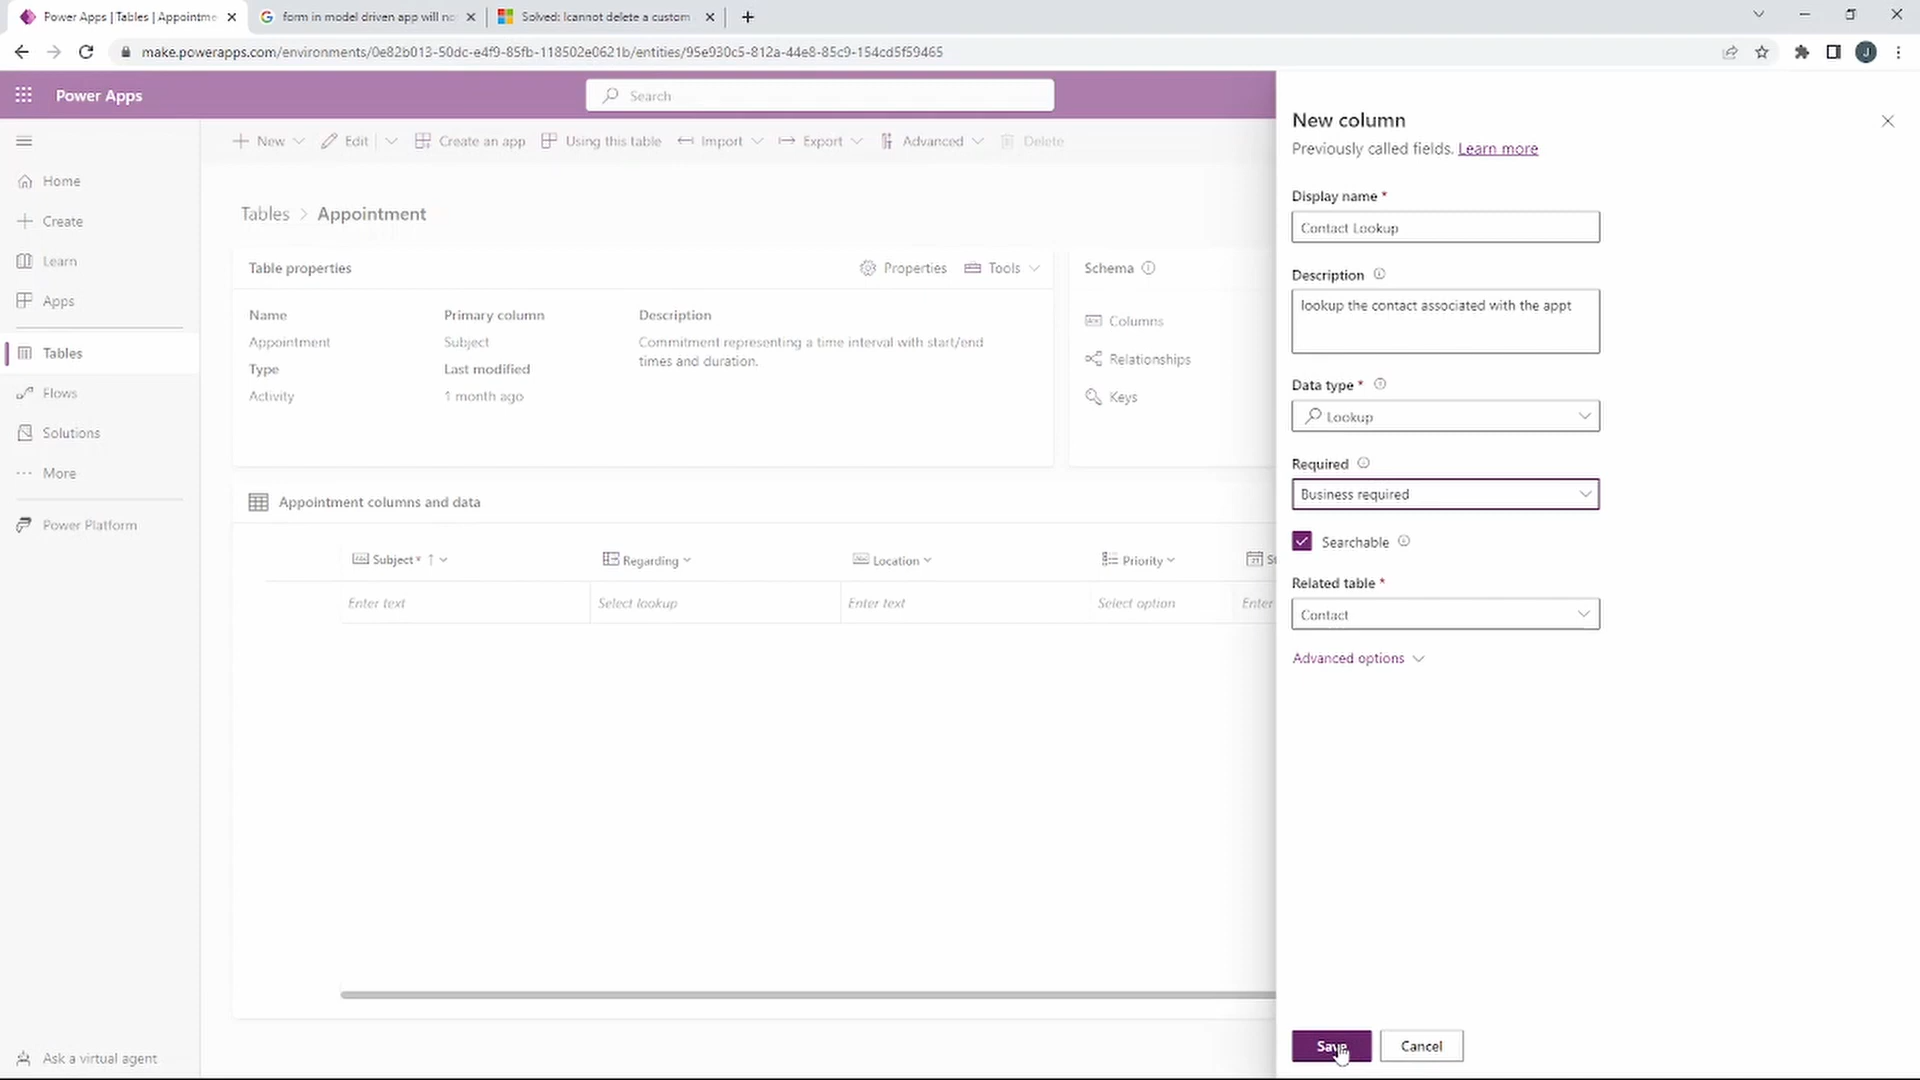 Power Apps | Tables | Appointme
form in model driven app will no
Solved: Icannot delete a custom
make.powerapps.com/environments/0e82b013-50dc-e4f9-85fb-118502e0621b/entities/95e930c5-812a-44e8-85c9-154cd5f59465
J
Power Apps
Search
New
Edit
Create an app
Using this table
Import
Export
Advanced
Delete
Home
Create
Learn
Apps
Tables
Flows
Solutions
More
Power Platform
Ask a virtual agent
Tables > Appointment
Table properties
Properties
Tools
Name
Primary column
Description
Appointment
Subject
Commitment representing a time interval with start/end
times and duration.
Type
Last modified
Activity
1 month ago
Schema
Columns
Relationships
Keys
Appointment columns and data
Subject *
Regarding
Location
Priority
St
Enter text
Select lookup
Enter text
Select option
Enter
New column
Previously called fields. Learn more
Display name *
Contact Lookup
Description
lookup the contact associated with the appt
Data type *
Lookup
Required
Business required
Searchable
Related table *
Contact
Advanced options
Save
Cancel